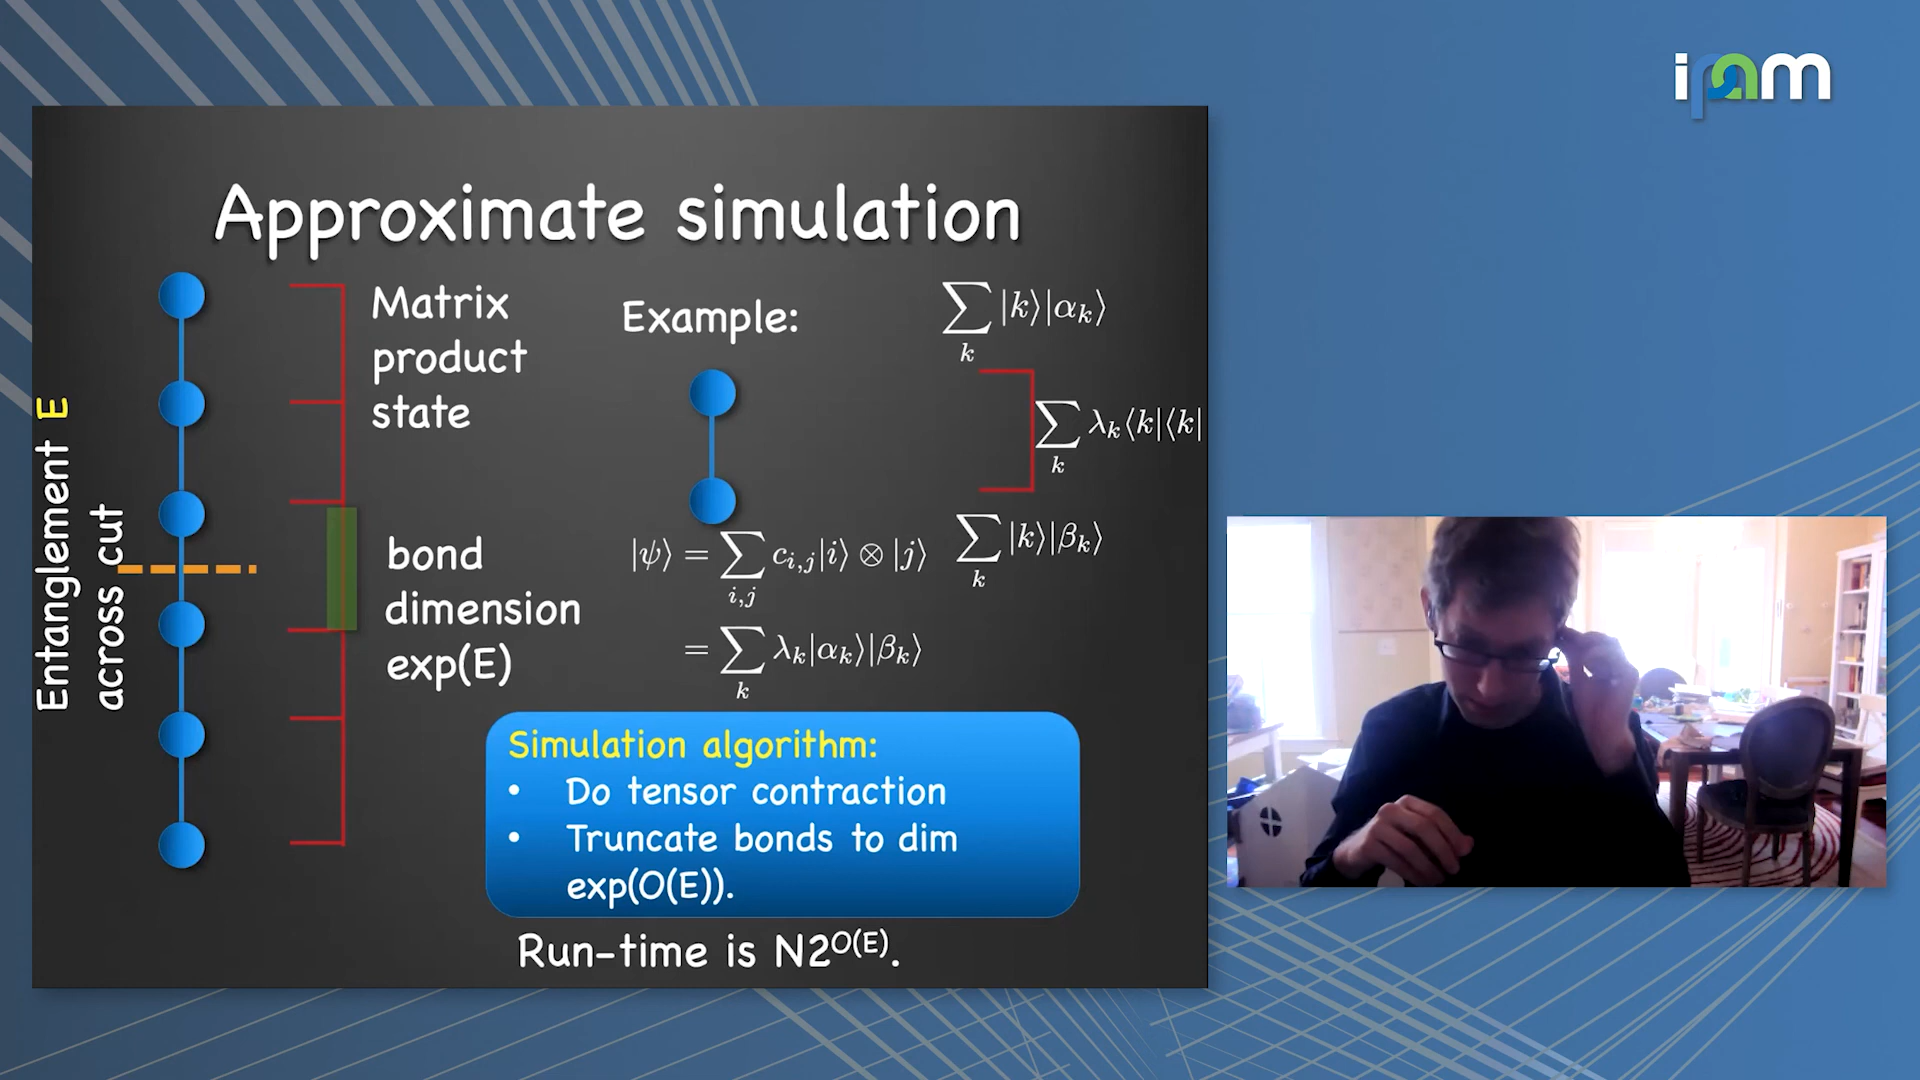 ipam
Approximate simulation
Entanglement E
across cut
Matrix
product
state
bond
dimension
exp(E)
Example:
|ψ⟩ = ∑_{i,j} c_{i,j}|i⟩ ⊗ |j⟩
= ∑_k λ_k|α_k⟩|β_k⟩
∑_k |k⟩|α_k⟩
∑_k λ_k⟨k|⟨k|
∑_k |k⟩|β_k⟩
Simulation algorithm:
• Do tensor contraction
• Truncate bonds to dim
exp(O(E)).
Run-time is N2^{O(E)}.